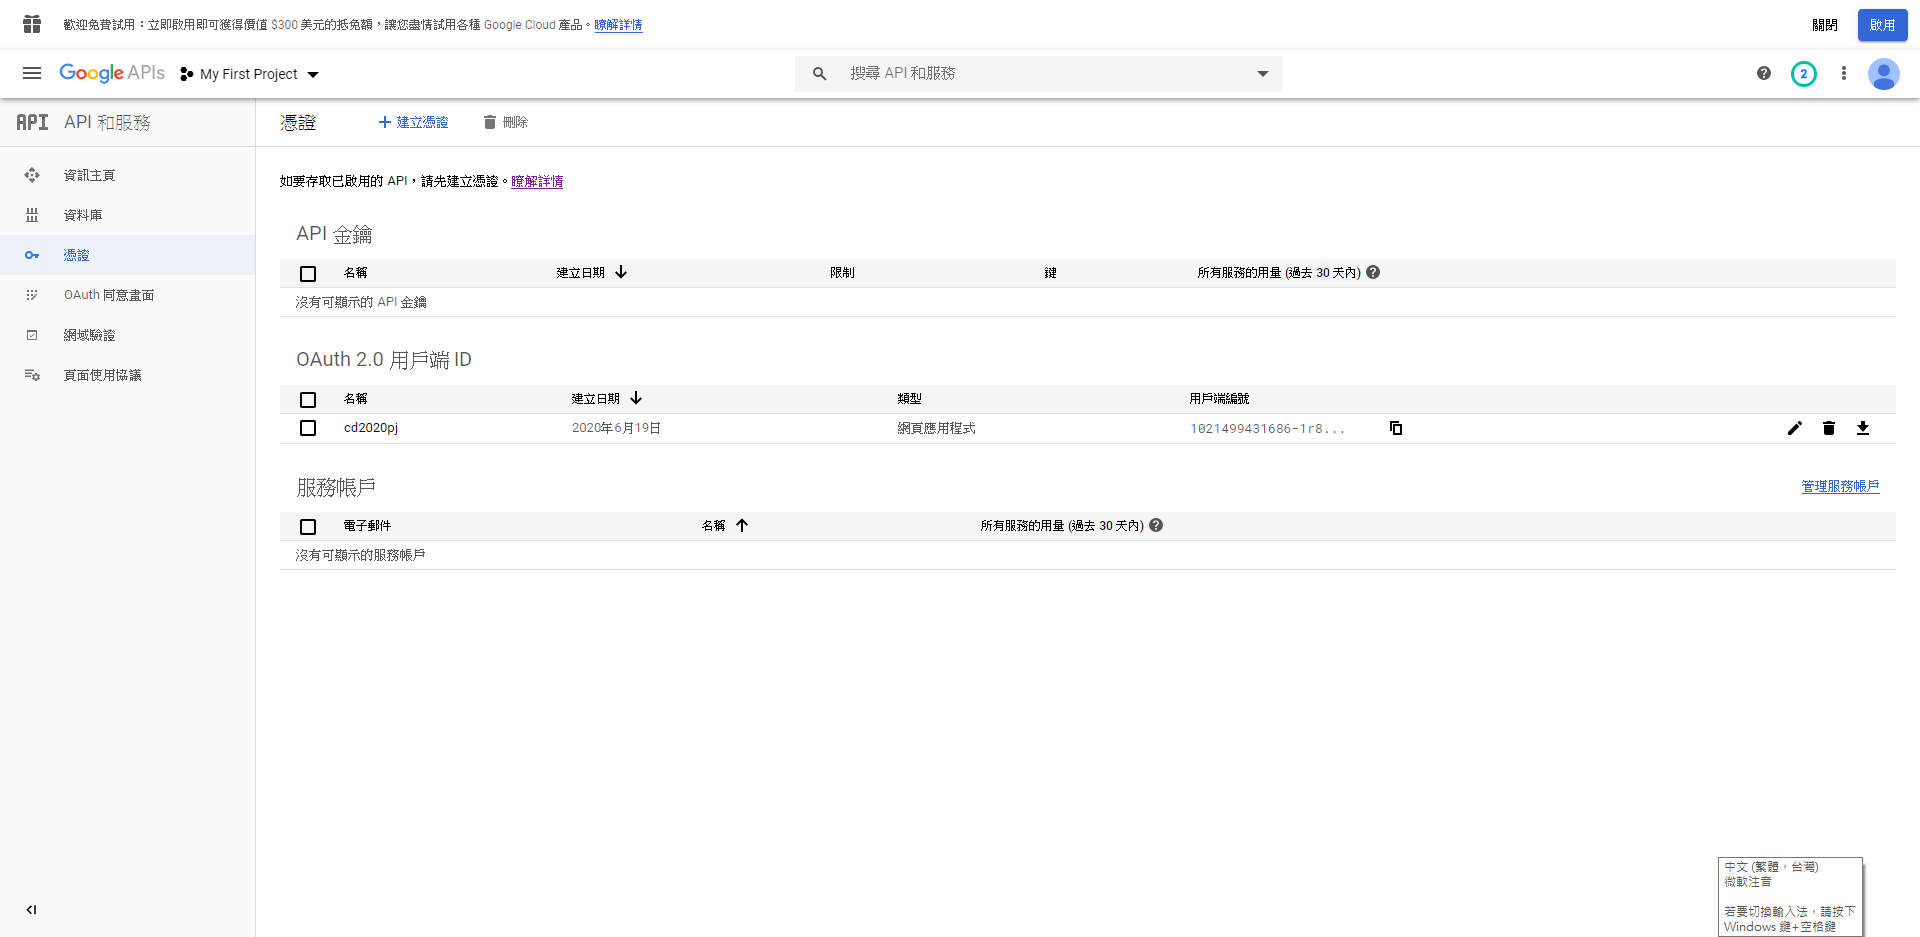 歡迎免費試用：立即啟用即可獲得價值 $300 美元的抵免額，讓您盡情試用各種 Google Cloud 產品。瞭解詳情
關閉
啟用
Google APIs
My First Project
搜尋 API 和服務
2
API API 和服務
憑證
建立憑證
刪除
資訊主頁
資料庫
憑證
OAuth 同意畫面
網域驗證
頁面使用協議
如要存取已啟用的 API，請先建立憑證。瞭解詳情
API 金鑰
名稱 建立日期 限制 鍵 所有服務的用量 (過去 30 天內)
沒有可顯示的 API 金鑰
OAuth 2.0 用戶端 ID
名稱 建立日期 類型 用戶端編號
cd2020pj 2020年6月19日 網頁應用程式 1021499431686-1r8...
服務帳戶
管理服務帳戶
電子郵件 名稱 所有服務的用量 (過去 30 天內)
沒有可顯示的服務帳戶
中文 (繁體，台灣)
微軟注音
若要切換輸入法，請按下
Windows 鍵+空格鍵